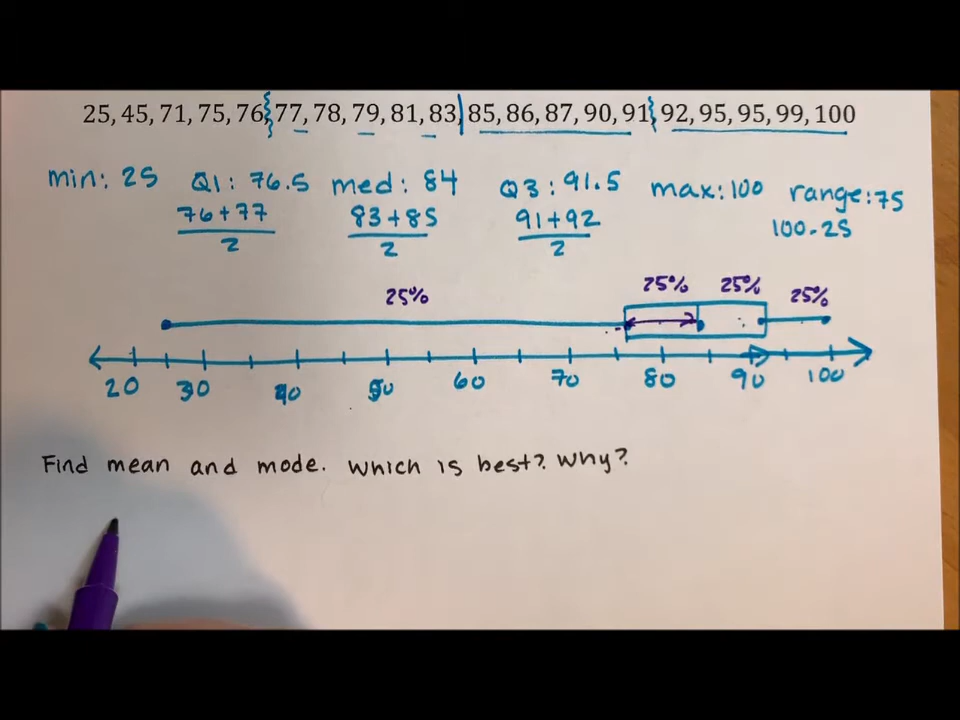 25, 45, 71, 75, 76, 77, 78, 79, 81, 83, 85, 86, 87, 90, 91, 92, 95, 95, 99, 100
min: 25 Q1: 76.5 med: 84 Q3: 91.5 max: 100 range: 75
76+77 83+85 91+92 100-25
2 2 2
25% 25% 25% 25%
20 30 40 50 60 70 80 90 100
Find mean and mode. Which is best? Why?